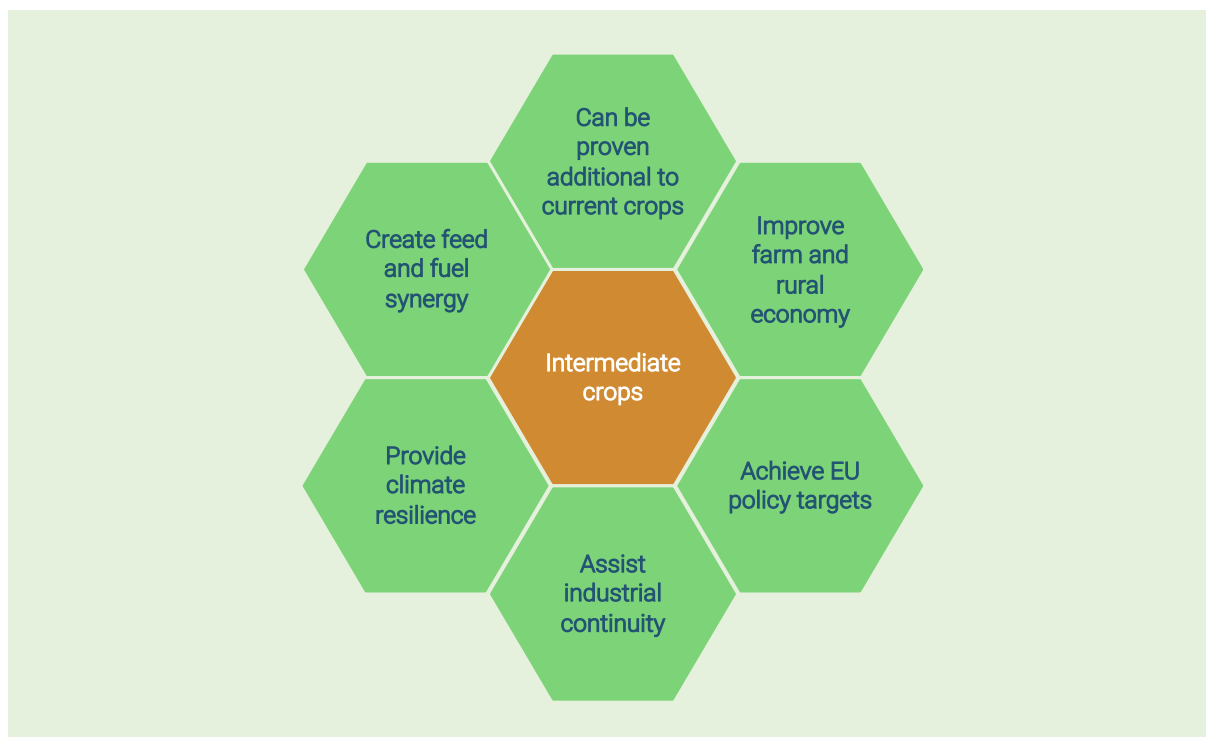 Can be
proven
additional to
current crops
Improve
farm and
rural
economy
Achieve EU
policy targets
Assist
industrial
continuity
Provide
climate
resilience
Create feed
and fuel
synergy
Intermediate
crops